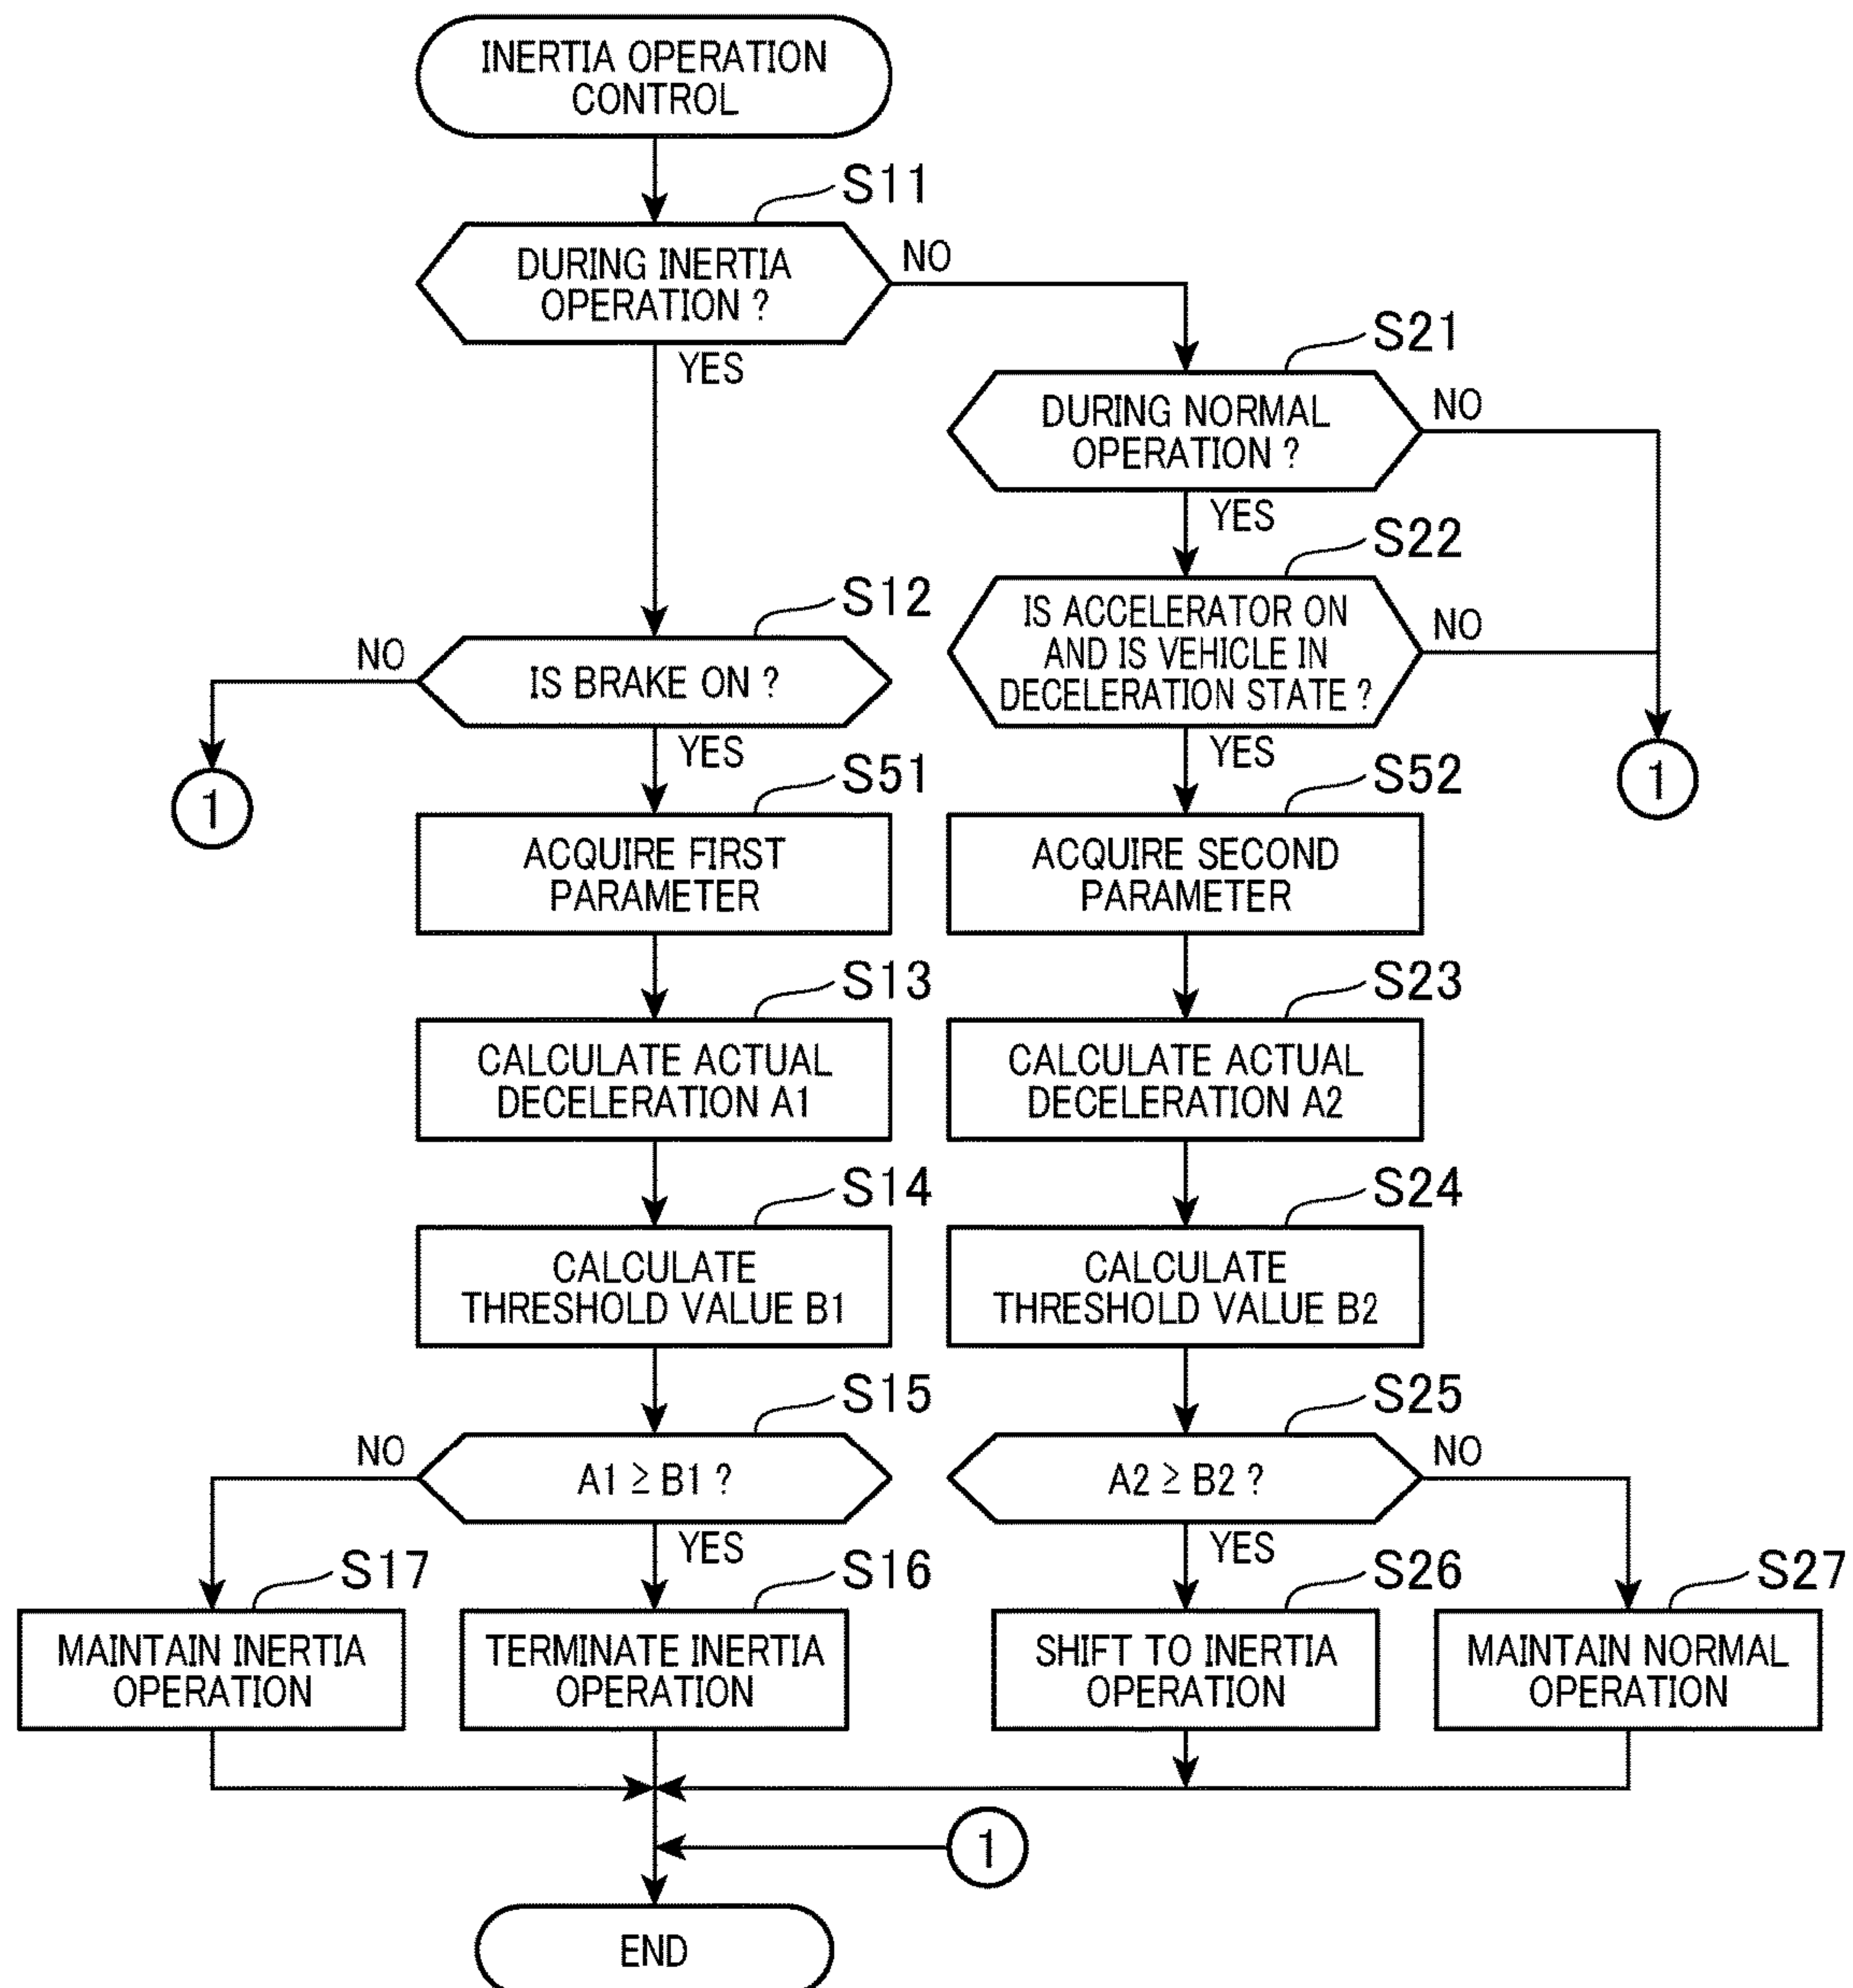 INERTIA OPERATION
CONTROL
S11
DURING INERTIA
OPERATION ?
NO
YES
S21
DURING NORMAL
OPERATION ?
NO
YES
S22
IS ACCELERATOR ON
AND IS VEHICLE IN
DECELERATION STATE ?
NO
YES
1
S12
IS BRAKE ON ?
NO
YES
1
S51
ACQUIRE FIRST
PARAMETER
S52
ACQUIRE SECOND
PARAMETER
S13
CALCULATE ACTUAL
DECELERATION A1
S23
CALCULATE ACTUAL
DECELERATION A2
S14
CALCULATE
THRESHOLD VALUE B1
S24
CALCULATE
THRESHOLD VALUE B2
S15
A1 ≥ B1 ?
NO
YES
S25
A2 ≥ B2 ?
NO
YES
S17
MAINTAIN INERTIA
OPERATION
S16
TERMINATE INERTIA
OPERATION
S26
SHIFT TO INERTIA
OPERATION
S27
MAINTAIN NORMAL
OPERATION
1
END